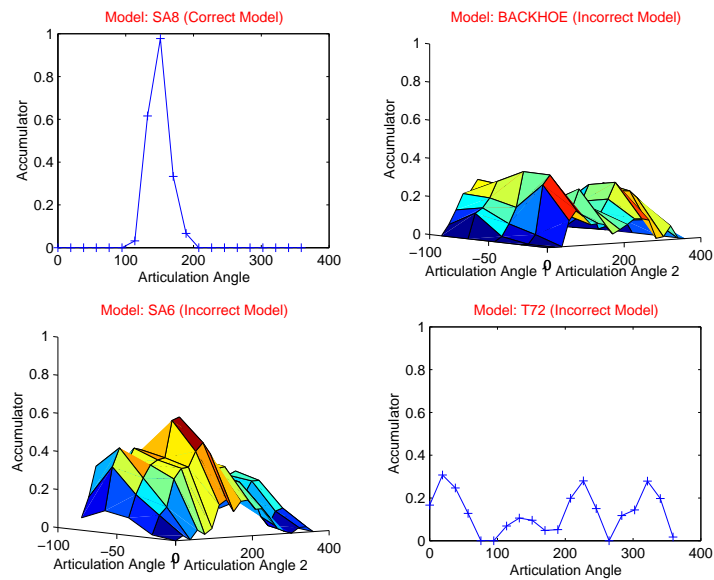 Model: SA8 (Correct Model)
1
0.8
0.6
0.4
0.2
0
Accumulator
0 100 200 300 400
Articulation Angle
Model: BACKHOE (Incorrect Model)
1
0.8
0.6
0.4
0.2
0
Accumulator
−100 −50 0 0 200 400
Articulation Angle 1 Articulation Angle 2
Model: SA6 (Incorrect Model)
1
0.8
0.6
0.4
0.2
0
Accumulator
−100 −50 0 0 200 400
Articulation Angle 1 Articulation Angle 2
Model: T72 (Incorrect Model)
1
0.8
0.6
0.4
0.2
0
Accumulator
0 100 200 300 400
Articulation Angle